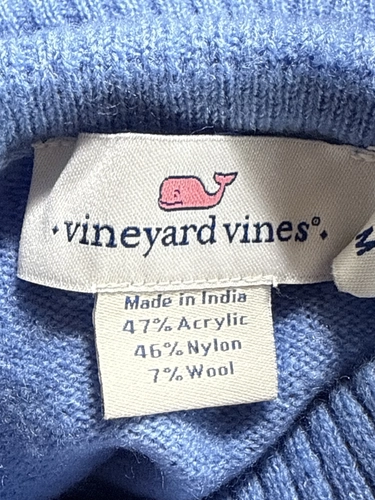 ·vineyard vines®·
M
Made in India
47% Acrylic
46% Nylon
7% Wool